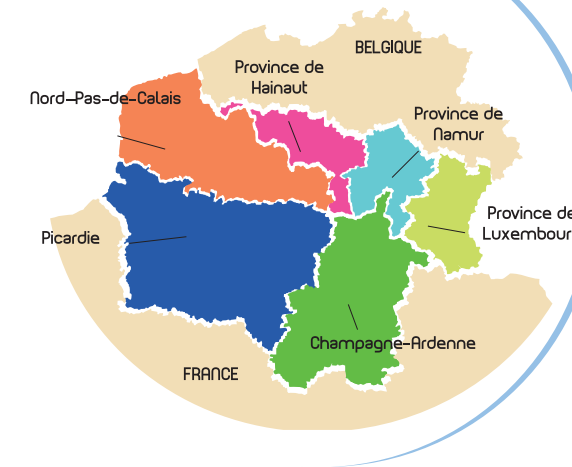 BELGIQUE
Province de
Hainaut
Nord-Pas-de-Calais
Province de
Namur
Province de
Luxembour
Picardie
Champagne-Ardenne
FRANCE